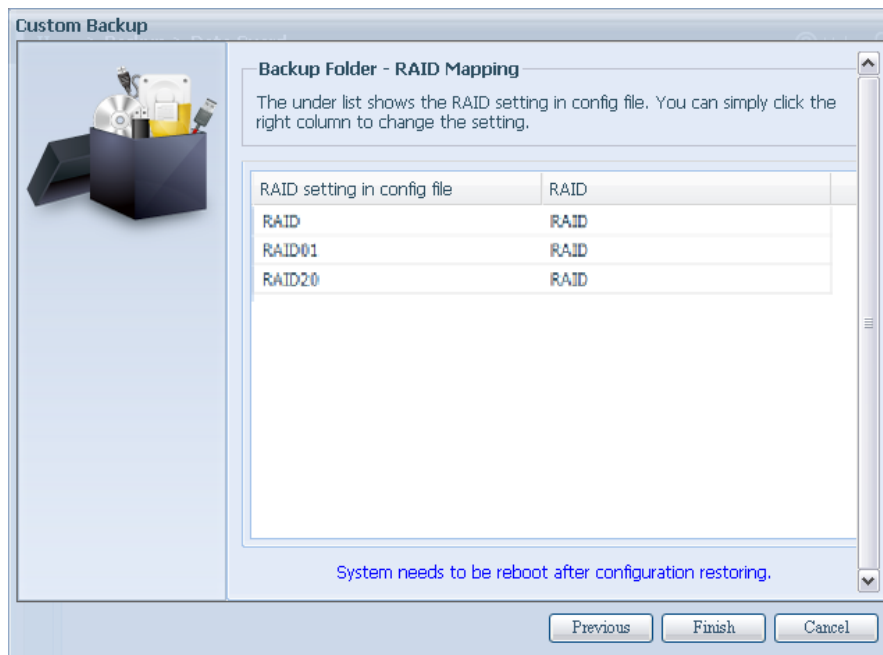 Custom Backup
Backup Folder - RAID Mapping
The under list shows the RAID setting in config file. You can simply click the
right column to change the setting.
RAID setting in config file RAID
RAID RAID
RAID01 RAID
RAID20 RAID
System needs to be reboot after configuration restoring.
Previous Finish Cancel